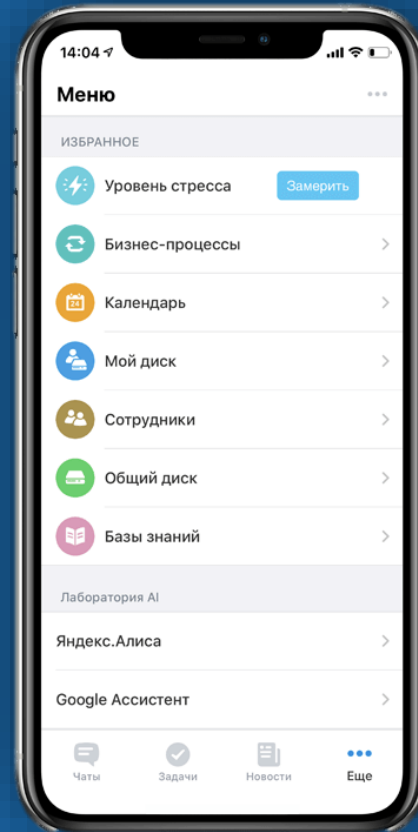 14:04
Меню
ИЗБРАННОЕ
Уровень стресса
Замерить
Бизнес-процессы
24
Календарь
Мой диск
Сотрудники
Общий диск
Базы знаний
Лаборатория AI
Яндекс.Алиса
Google Ассистент
Чаты
Задачи
Новости
Еще